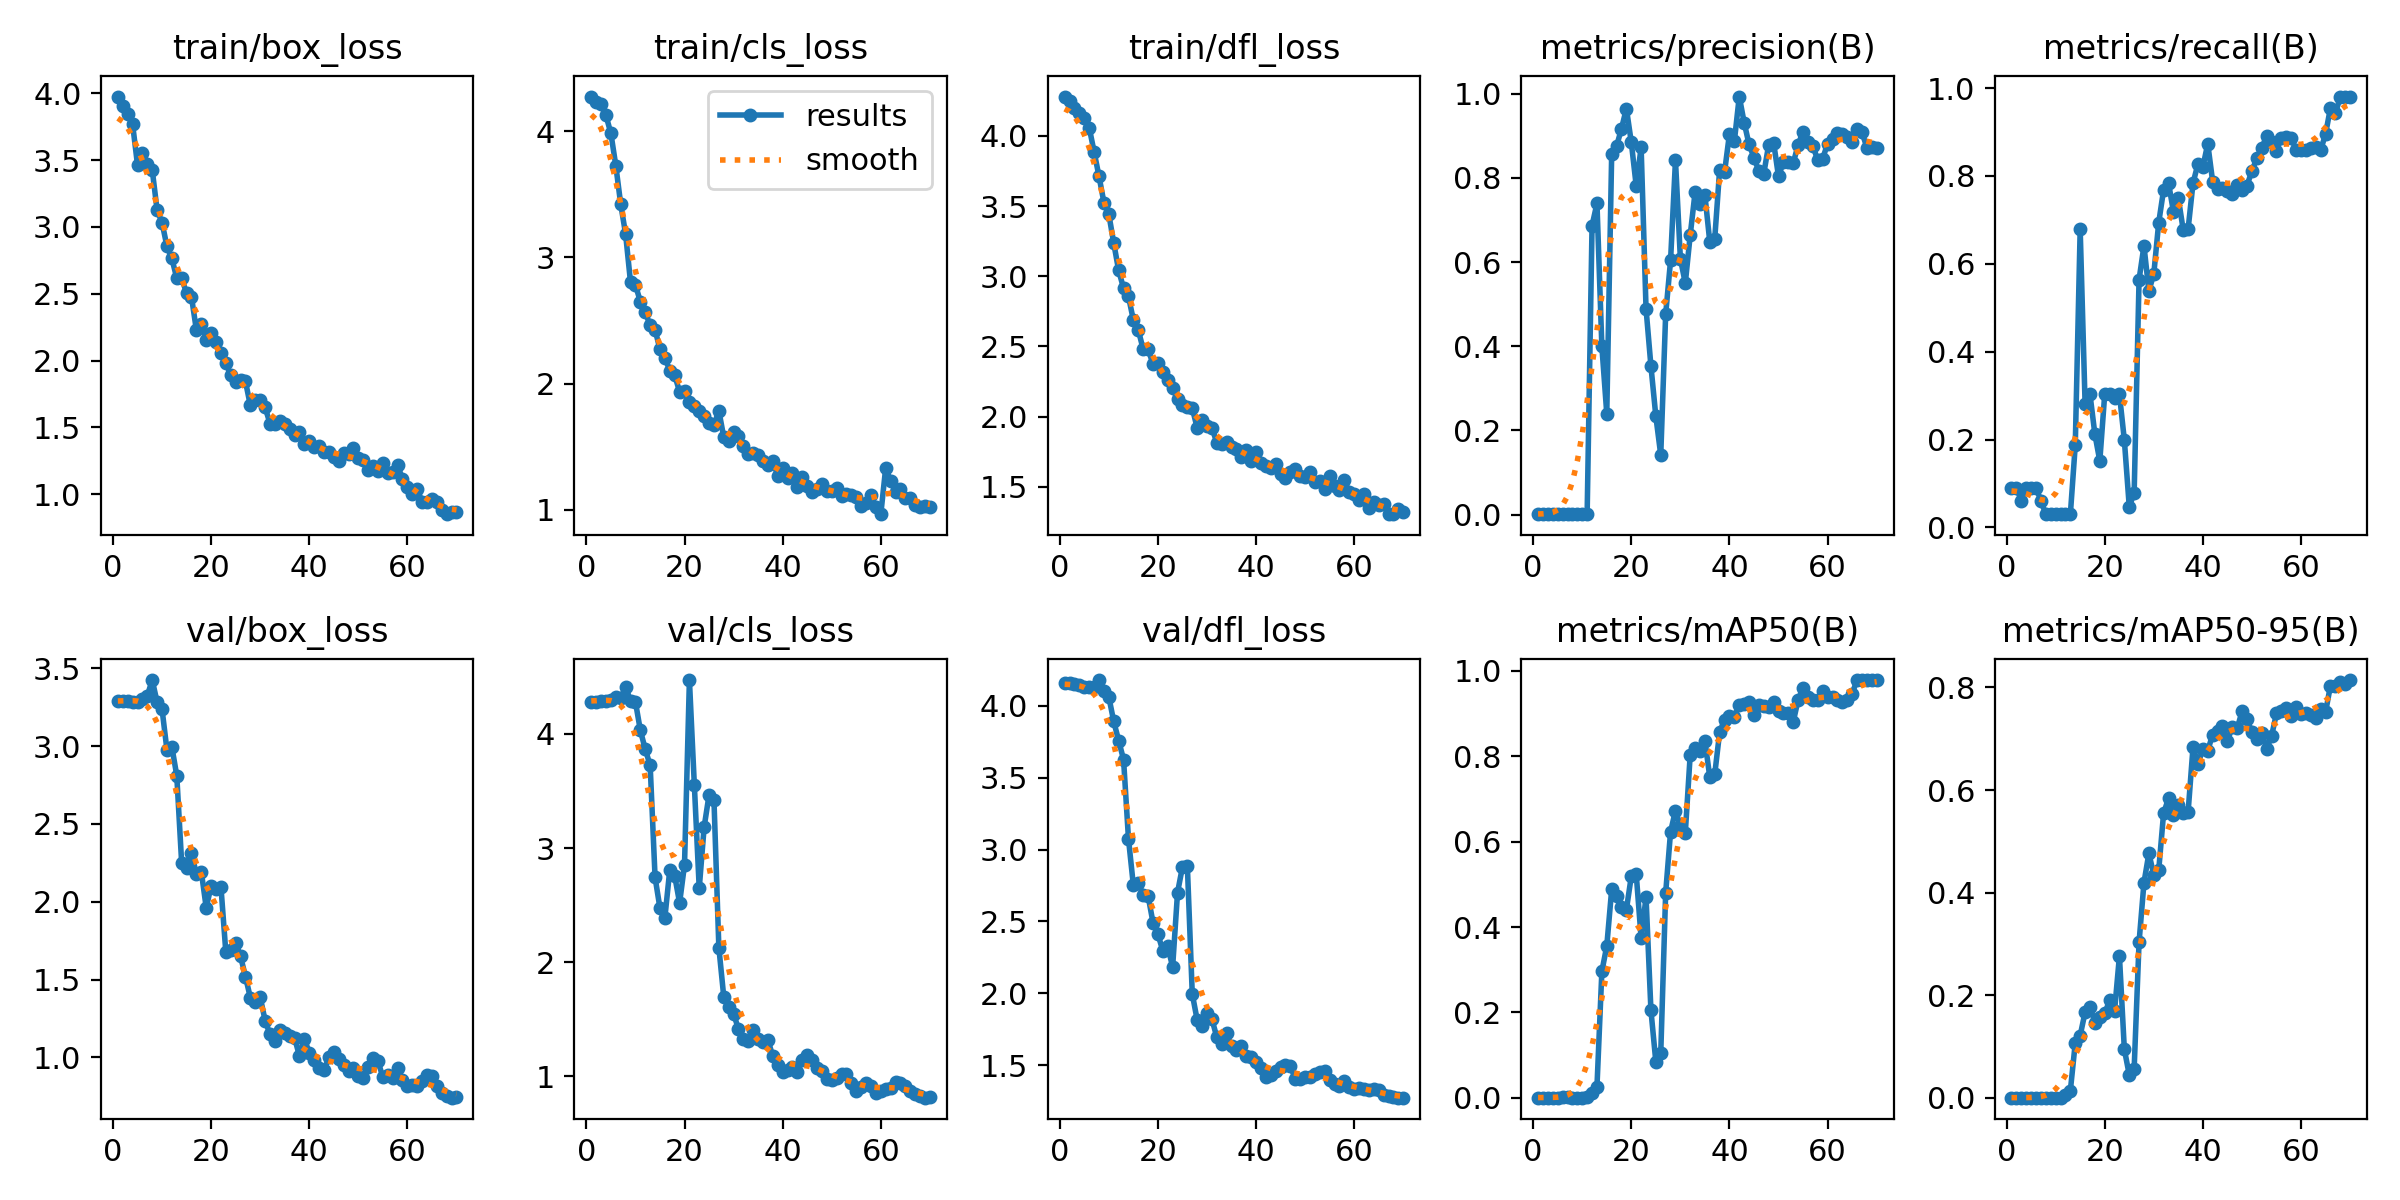 train/box_loss
train/cls_loss
train/dfl_loss
metrics/precision(B)
metrics/recall(B)
4.0
3.5
3.0
2.5
2.0
1.5
1.0
0 20 40 60
results
smooth
4
3
2
1
0 20 40 60
4.0
3.5
3.0
2.5
2.0
1.5
0 20 40 60
1.0
0.8
0.6
0.4
0.2
0.0
0 20 40 60
1.0
0.8
0.6
0.4
0.2
0.0
0 20 40 60
val/box_loss
val/cls_loss
val/dfl_loss
metrics/mAP50(B)
metrics/mAP50-95(B)
3.5
3.0
2.5
2.0
1.5
1.0
0 20 40 60
4
3
2
1
0 20 40 60
4.0
3.5
3.0
2.5
2.0
1.5
0 20 40 60
1.0
0.8
0.6
0.4
0.2
0.0
0 20 40 60
0.8
0.6
0.4
0.2
0.0
0 20 40 60